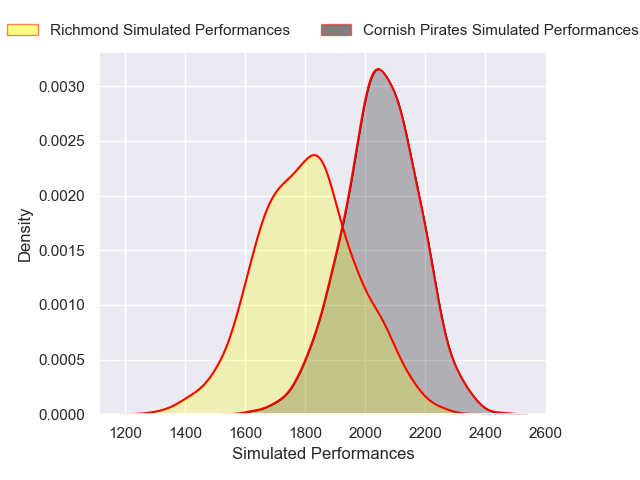 Richmond Simulated Performances Cornish Pirates Simulated Performances
0.0030
0.0025
0.0020
0.0015
0.0010
0.0005
0.0000
Density
1200 1400 1600 1800 2000 2200 2400 2600
Simulated Performances